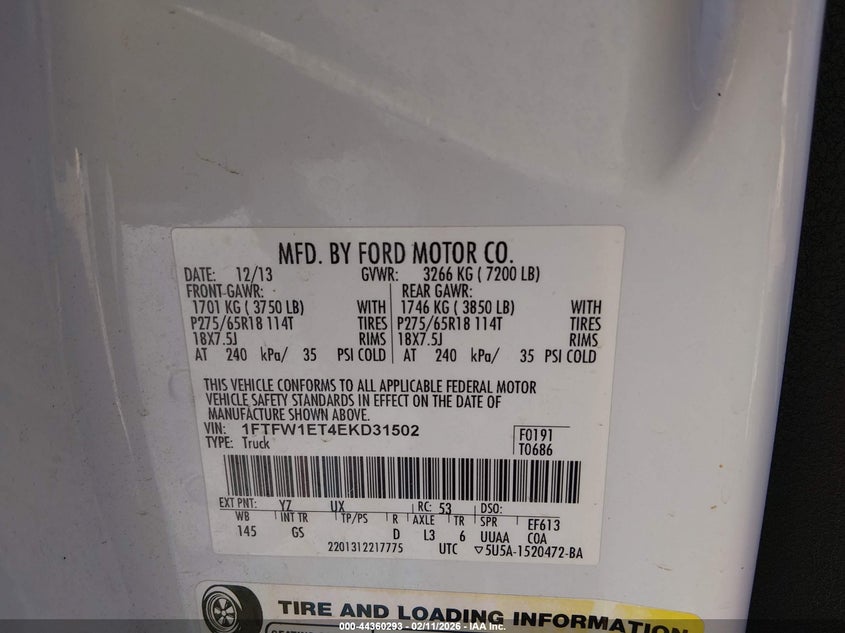 MFD. BY FORD MOTOR CO.
DATE: 12/13 GVWR: 3266 KG ( 7200 LB)
FRONT GAWR: REAR GAWR:
1701 KG ( 3750 LB) WITH 1746 KG ( 3850 LB) WITH
P275/65R18 114T TIRES P275/65R18 114T TIRES
18X7.5J RIMS 18X7.5J RIMS
AT 240 kPa/ 35 PSI COLD AT 240 kPa/ 35 PSI COLD
THIS VEHICLE CONFORMS TO ALL APPLICABLE FEDERAL MOTOR
VEHICLE SAFETY STANDARDS IN EFFECT ON THE DATE OF
MANUFACTURE SHOWN ABOVE.
VIN: 1FTFW1ET4EKD31502 F0191
TYPE: Truck T0686
EXT PNT: YZ UX RC: 53 DSO:
WB INT TR TP/PS R AXLE TR SPR EF613
145 GS D L3 6 UUAA COA
2201312217775 UTC ▽5U5A-1520472-BA
TIRE AND LOADING INFORMATION
000-44360293 - 02/11/2026 - IAA Inc.